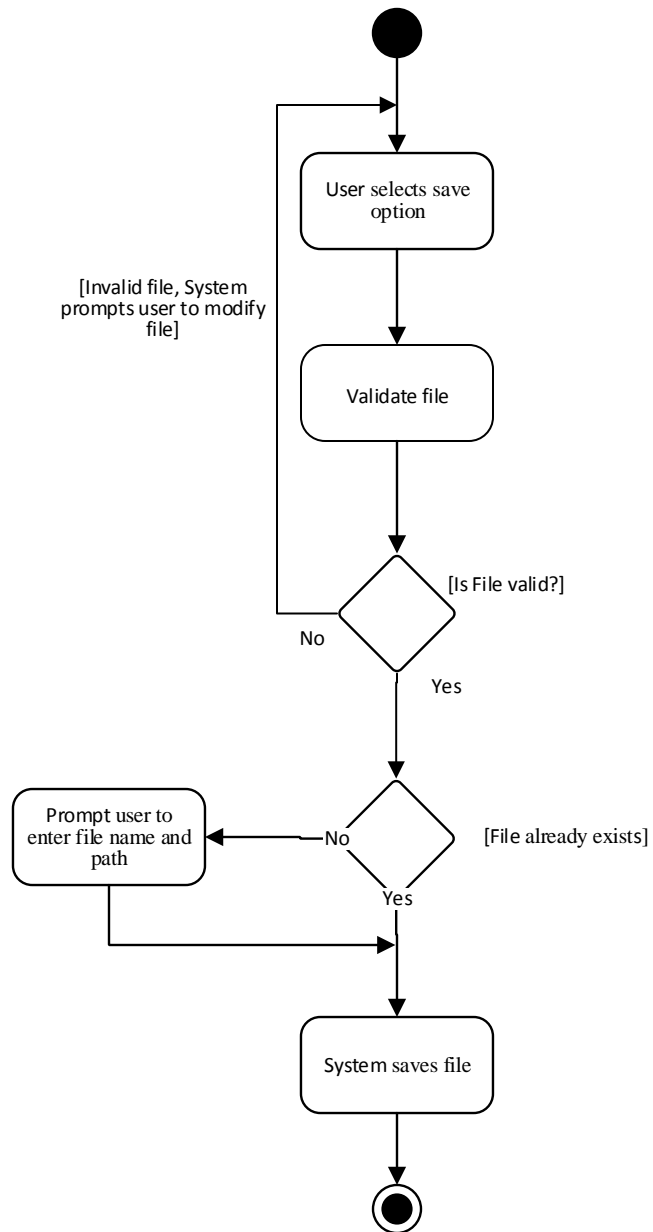 User selects save
option
[Invalid file, System
prompts user to modify
file]
Validate file
[Is File valid?]
No
Yes
Prompt user to
enter file name and
path
No
[File already exists]
Yes
System saves file